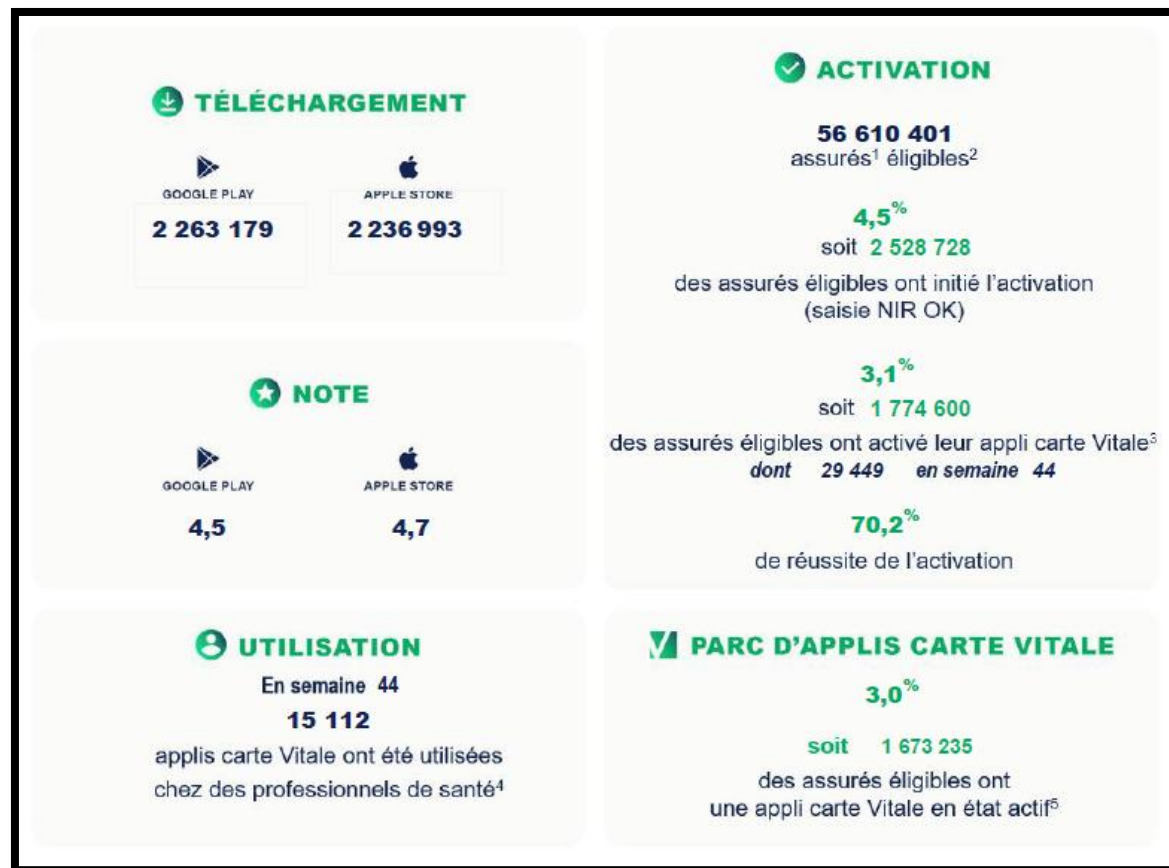 TÉLÉCHARGEMENT
GOOGLE PLAY
2 263 179
APPLE STORE
2 236 993
NOTE
GOOGLE PLAY
4,5
APPLE STORE
4,7
UTILISATION
En semaine 44
15 112
applis carte Vitale ont été utilisées
chez des professionnels de santé⁴
ACTIVATION
56 610 401
assurés¹ éligibles²
4,5%
soit 2 528 728
des assurés éligibles ont initié l’activation
(saisie NIR OK)
3,1%
soit 1 774 600
des assurés éligibles ont activé leur appli carte Vitale³
dont 29 449 en semaine 44
70,2%
de réussite de l’activation
PARC D’APPLIS CARTE VITALE
3,0%
soit 1 673 235
des assurés éligibles ont
une appli carte Vitale en état actif⁵